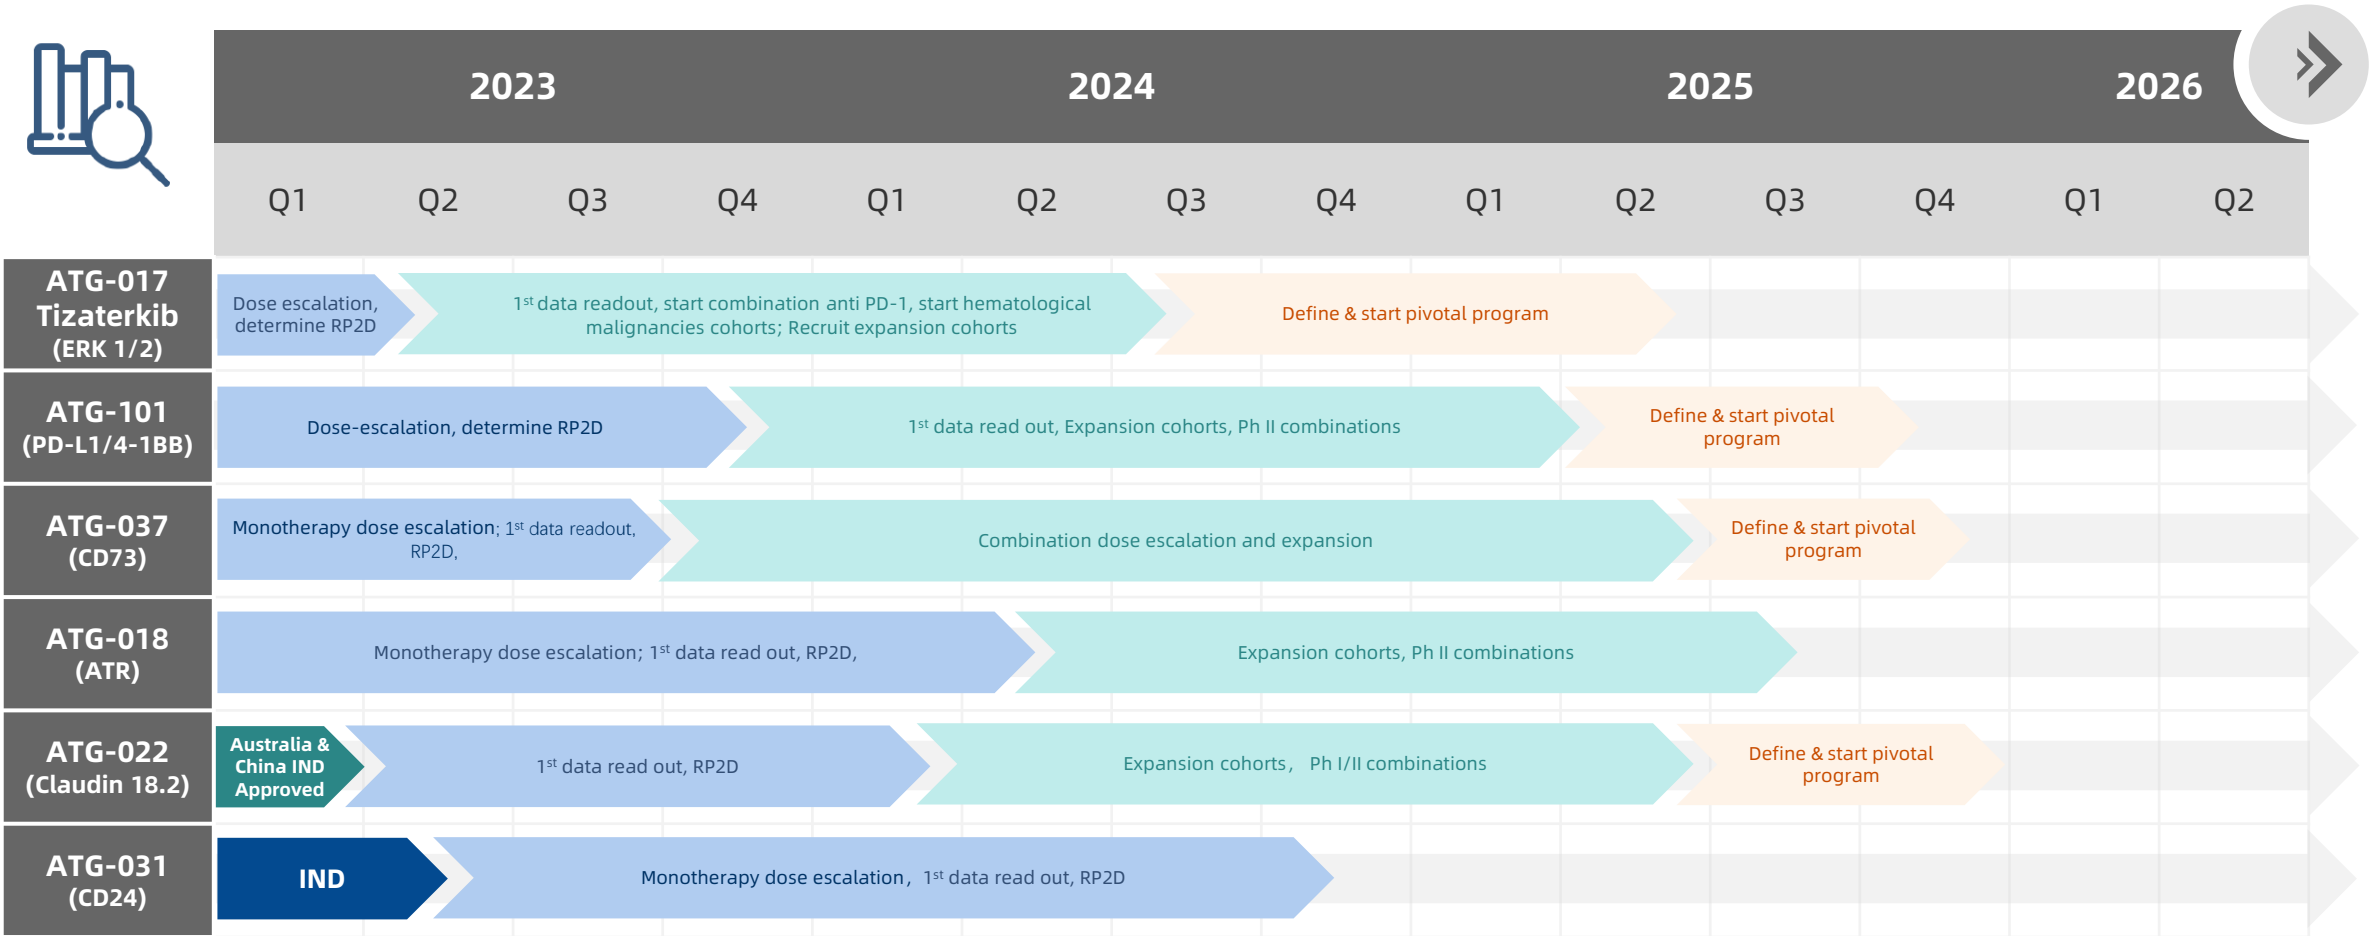 2023 2024 2025 2026
Q1 Q2 Q3 Q4 Q1 Q2 Q3 Q4 Q1 Q2 Q3 Q4 Q1 Q2
ATG-017
Tizaterkib
(ERK 1/2)
Dose escalation,
determine RP2D
1st data readout, start combination anti PD-1, start hematological
malignancies cohorts; Recruit expansion cohorts
Define & start pivotal program
ATG-101
(PD-L1/4-1BB)
Dose-escalation, determine RP2D
1st data read out, Expansion cohorts, Ph II combinations
Define & start pivotal
program
ATG-037
(CD73)
Monotherapy dose escalation; 1st data readout,
RP2D,
Combination dose escalation and expansion
Define & start pivotal
program
ATG-018
(ATR)
Monotherapy dose escalation; 1st data read out, RP2D,
Expansion cohorts, Ph II combinations
ATG-022
(Claudin 18.2)
Australia &
China IND
Approved
1st data read out, RP2D
Expansion cohorts， Ph I/II combinations
Define & start pivotal
program
ATG-031
(CD24)
IND
Monotherapy dose escalation，1st data read out, RP2D